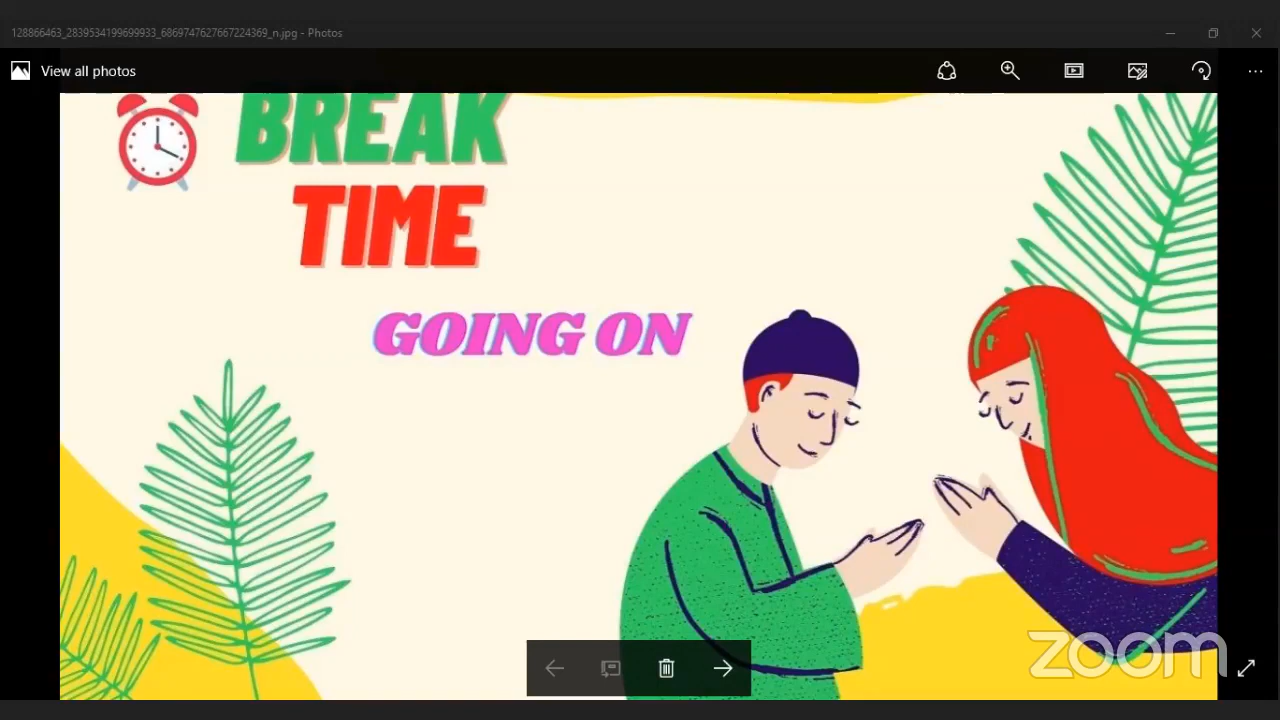 128866463_2839534199699933_6869747627667224369_n.jpg - Photos
View all photos
BREAK
TIME
GOING ON
zoom